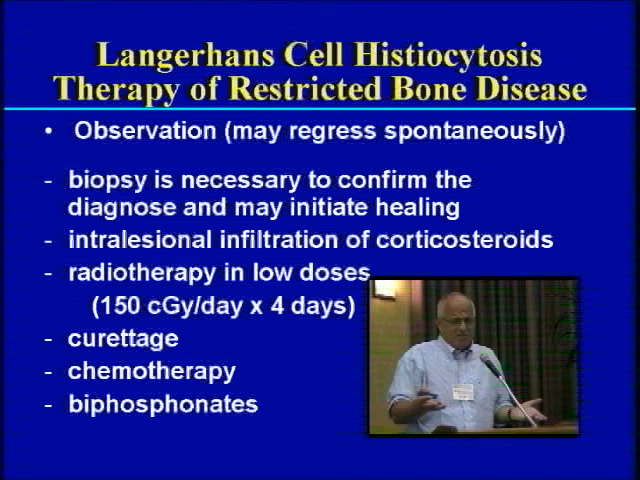 Langerhans Cell Histiocytosis
Therapy of Restricted Bone Disease
• Observation (may regress spontaneously)
- biopsy is necessary to confirm the
diagnose and may initiate healing
- intralesional infiltration of corticosteroids
- radiotherapy in low doses
(150 cGy/day x 4 days)
- curettage
- chemotherapy
- biphosphonates